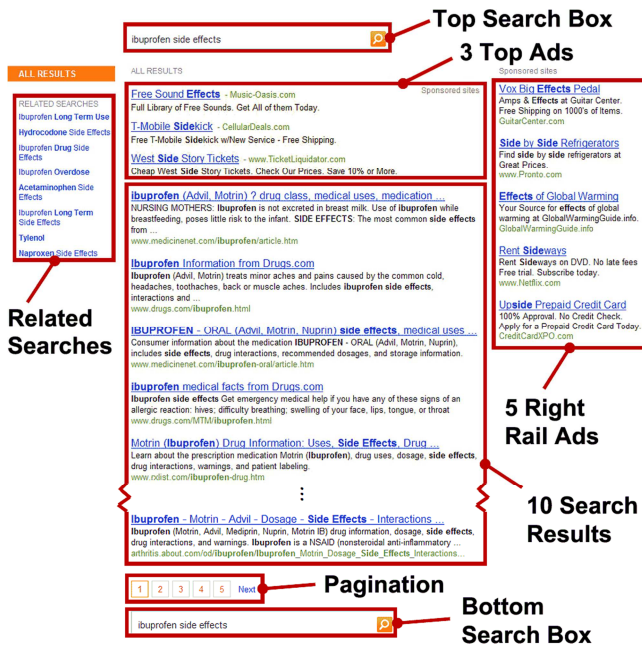 Top Search Box
ibuprofen side effects
3 Top Ads
ALL RESULTS
ALL RESULTS
Sponsored sites
RELATED SEARCHES
Ibuprofen Long Term Use
Hydrocodone Side Effects
Ibuprofen Drug Side
Effects
Ibuprofen Overdose
Acetaminophen Side
Effects
Ibuprofen Long Term
Side Effects
Tylenol
Naproxen Side Effects
Related
Searches
Free Sound Effects - Music-Oasis.com
Sponsored sites
Full Library of Free Sounds. Get All of them Today.
T-Mobile Sidekick - CellularDeals.com
Free T-Mobile Sidekick w/New Service - Free Shipping.
West Side Story Tickets - www.TicketLiquidator.com
Cheap West Side Story Tickets. Check Our Prices. Save 10% or More.
ibuprofen (Advil, Motrin) ? drug class, medical uses, medication ...
NURSING MOTHERS: Ibuprofen is not excreted in breast milk. Use of ibuprofen while
breastfeeding, poses little risk to the infant. SIDE EFFECTS: The most common side effects
from ...
www.medicinenet.com/ibuprofen/article.htm
Ibuprofen Information from Drugs.com
Ibuprofen (Advil, Motrin) treats minor aches and pains caused by the common cold,
headaches, toothaches, back or muscle aches. Includes ibuprofen side effects,
interactions and ...
www.drugs.com/ibuprofen.html
IBUPROFEN - ORAL (Advil, Motrin, Nuprin) side effects, medical uses ...
Consumer information about the medication IBUPROFEN - ORAL (Advil, Motrin, Nuprin),
includes side effects, drug interactions, recommended dosages, and storage information.
www.medicinenet.com/ibuprofen-oral/article.htm
ibuprofen medical facts from Drugs.com
Ibuprofen side effects Get emergency medical help if you have any of these signs of an
allergic reaction: hives; difficulty breathing; swelling of your face, lips, tongue, or throat
www.drugs.com/MTM/ibuprofen.html
Motrin (Ibuprofen) Drug Information: Uses, Side Effects, Drug ...
Learn about the prescription medication Motrin (Ibuprofen), drug uses, dosage, side effects,
drug interactions, warnings, and patient labeling.
www.rxlist.com/ibuprofen-drug.htm
Ibuprofen - Motrin - Advil - Dosage - Side Effects - Interactions ...
Ibuprofen (Motrin, Advil, Mediprin, Nuprin, Motrin IB) drug information, dosage, side effects,
drug interactions, and warnings. Ibuprofen is a NSAID (nonsteroidal anti-inflammatory ...
arthritis.about.com/od/ibuprofen/Ibuprofen_Motrin_Dosage_Side_Effects_Interactions...
Vox Big Effects Pedal
Amps & Effects at Guitar Center.
Free Shipping on 1000's of Items.
GuitarCenter.com
Side by Side Refrigerators
Find side by side refrigerators at
Great Prices.
www.Pronto.com
Effects of Global Warming
Your Source for effects of global
warming at GlobalWarmingGuide.info.
GlobalWarmingGuide.info
Rent Sideways
Rent Sideways on DVD. No late fees
Free trial. Subscribe today.
www.Netflix.com
Upside Prepaid Credit Card
100% Approval. No Credit Check.
Apply for a Prepaid Credit Card Today.
CreditCardXPO.com
5 Right
Rail Ads
10 Search
Results
1 2 3 4 5 Next
Pagination
ibuprofen side effects
Bottom
Search Box